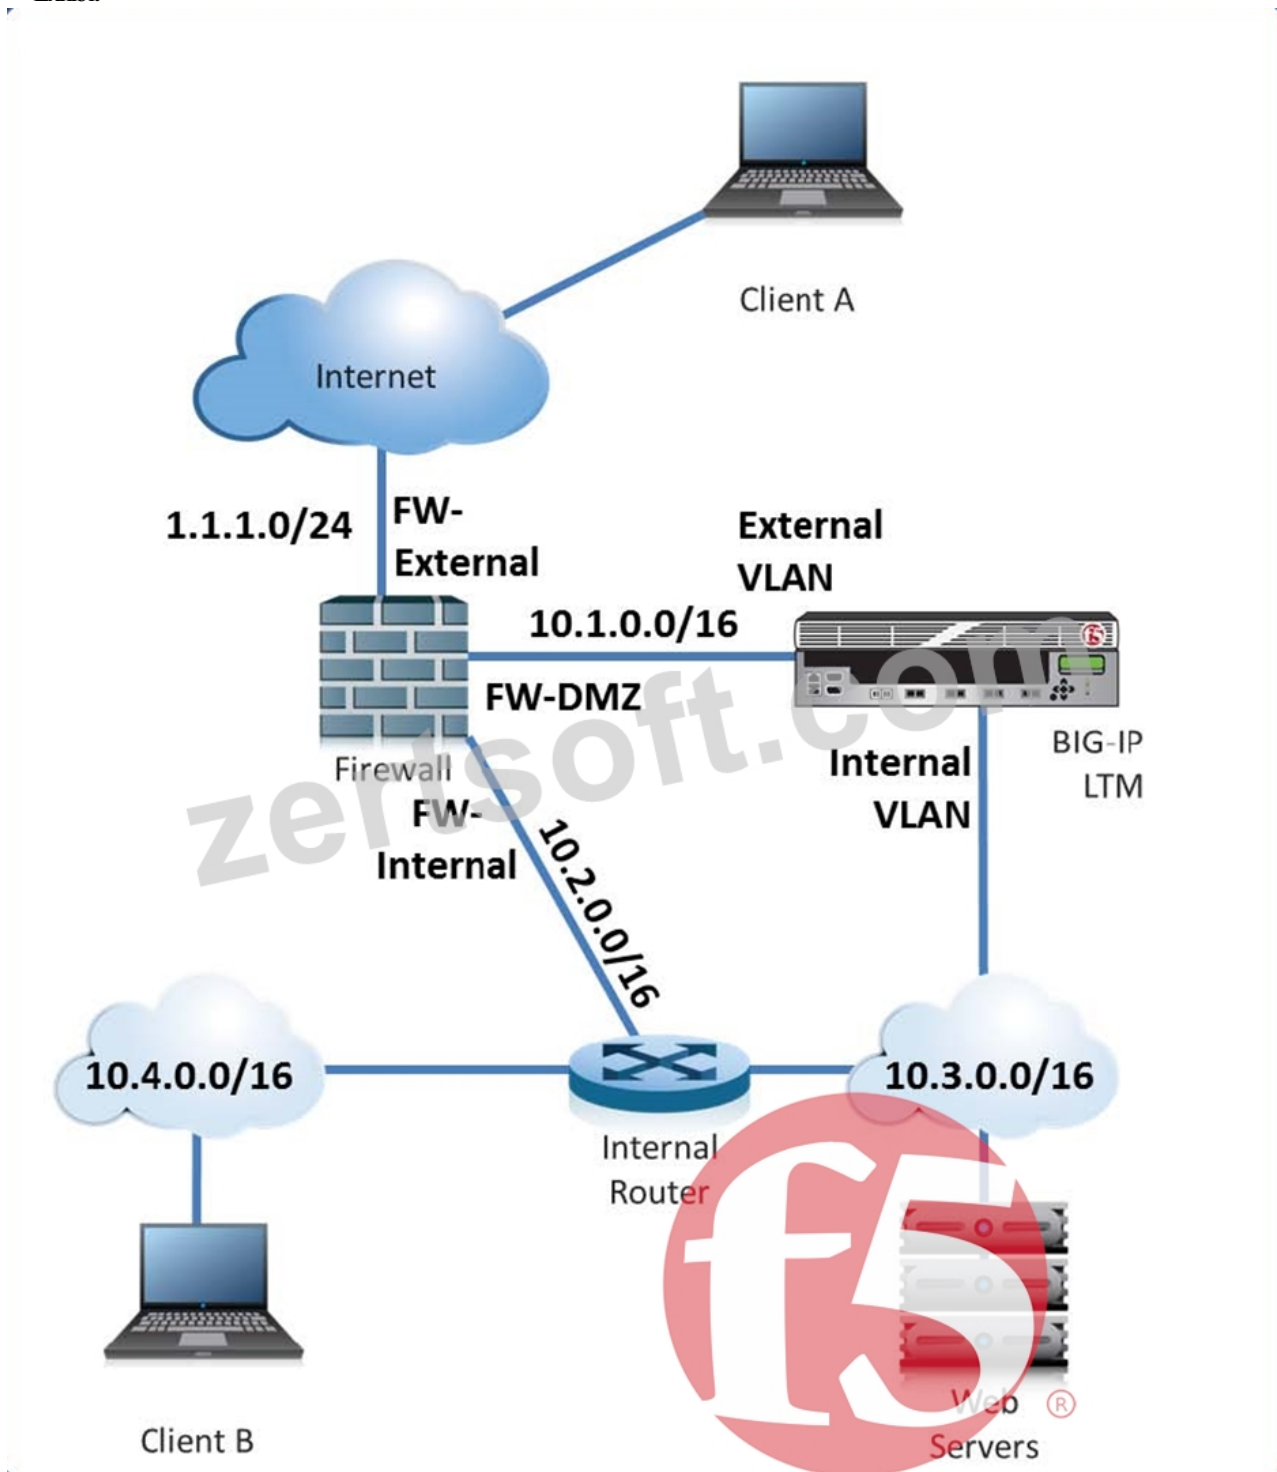 Client A
Internet
1.1.1.0/24
FW-
External
External
VLAN
10.1.0.0/16
FW-DMZ
f5
BIG-IP
LTM
Firewall
FW-
Internal
Internal
VLAN
10.2.0.0/16
zertsoft.com
10.4.0.0/16
10.3.0.0/16
Internal
Router
f5
Web ®
Servers
Client B